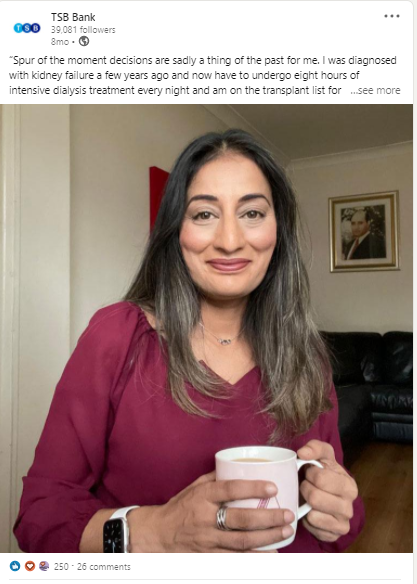 TSB Bank
39,081 followers
8mo •
TSB
“Spur of the moment decisions are sadly a thing of the past for me. I was diagnosed
with kidney failure a few years ago and now have to undergo eight hours of
intensive dialysis treatment every night and am on the transplant list for ...see more
250 · 26 comments